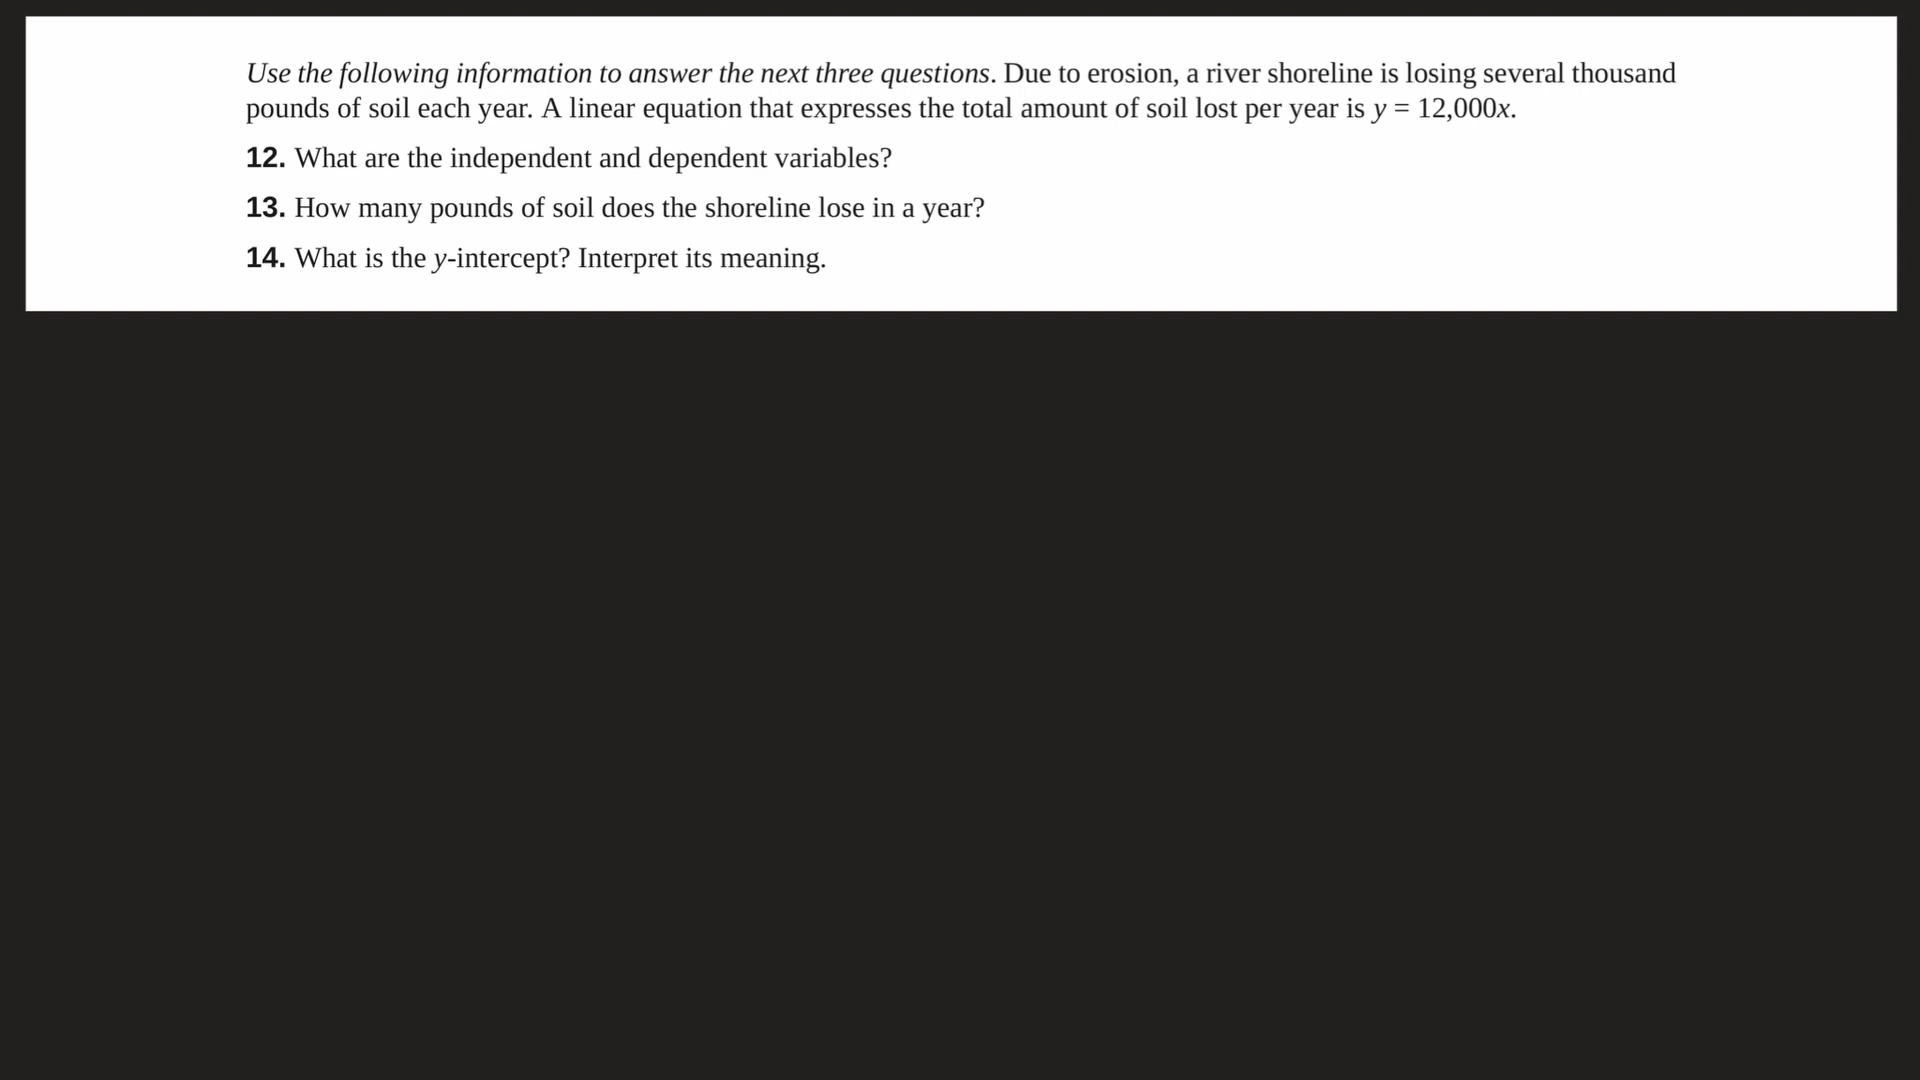 Use the following information to answer the next three questions. Due to erosion, a river shoreline is losing several thousand
pounds of soil each year. A linear equation that expresses the total amount of soil lost per year is y = 12,000x.
12. What are the independent and dependent variables?
13. How many pounds of soil does the shoreline lose in a year?
14. What is the y-intercept? Interpret its meaning.